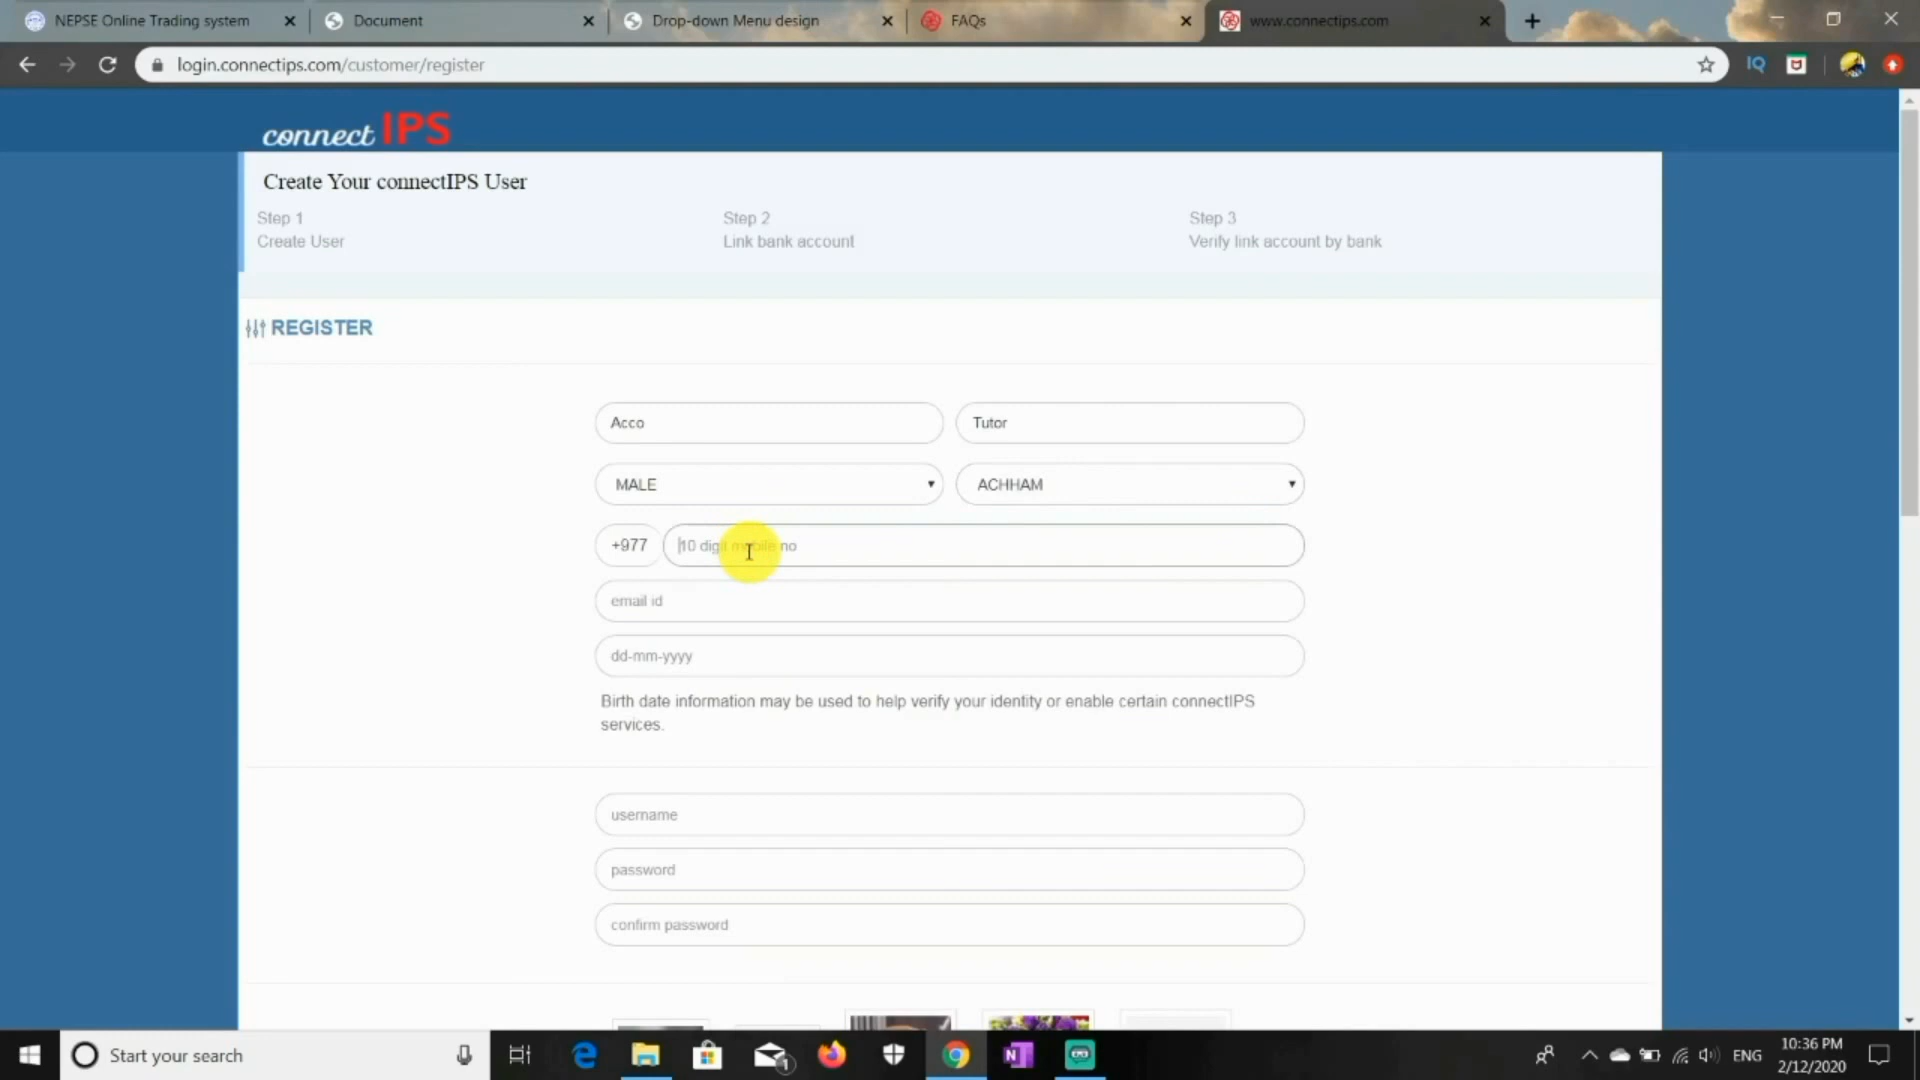 NEPSE Online Trading system
Document
Drop-down Menu design
FAQs
www.connectips.com
login.connectips.com/customer/register
IQ
connect IPS
Create Your connectIPS User
Step 1
Create User
Step 2
Link bank account
Step 3
Verify link account by bank
REGISTER
Acco
Tutor
MALE
ACHHAM
+977
10 digit mobile no
email id
dd-mm-yyyy
Birth date information may be used to help verify your identity or enable certain connectIPS
services.
username
password
confirm password
Start your search
1
N
ENG
10:36 PM
2/12/2020